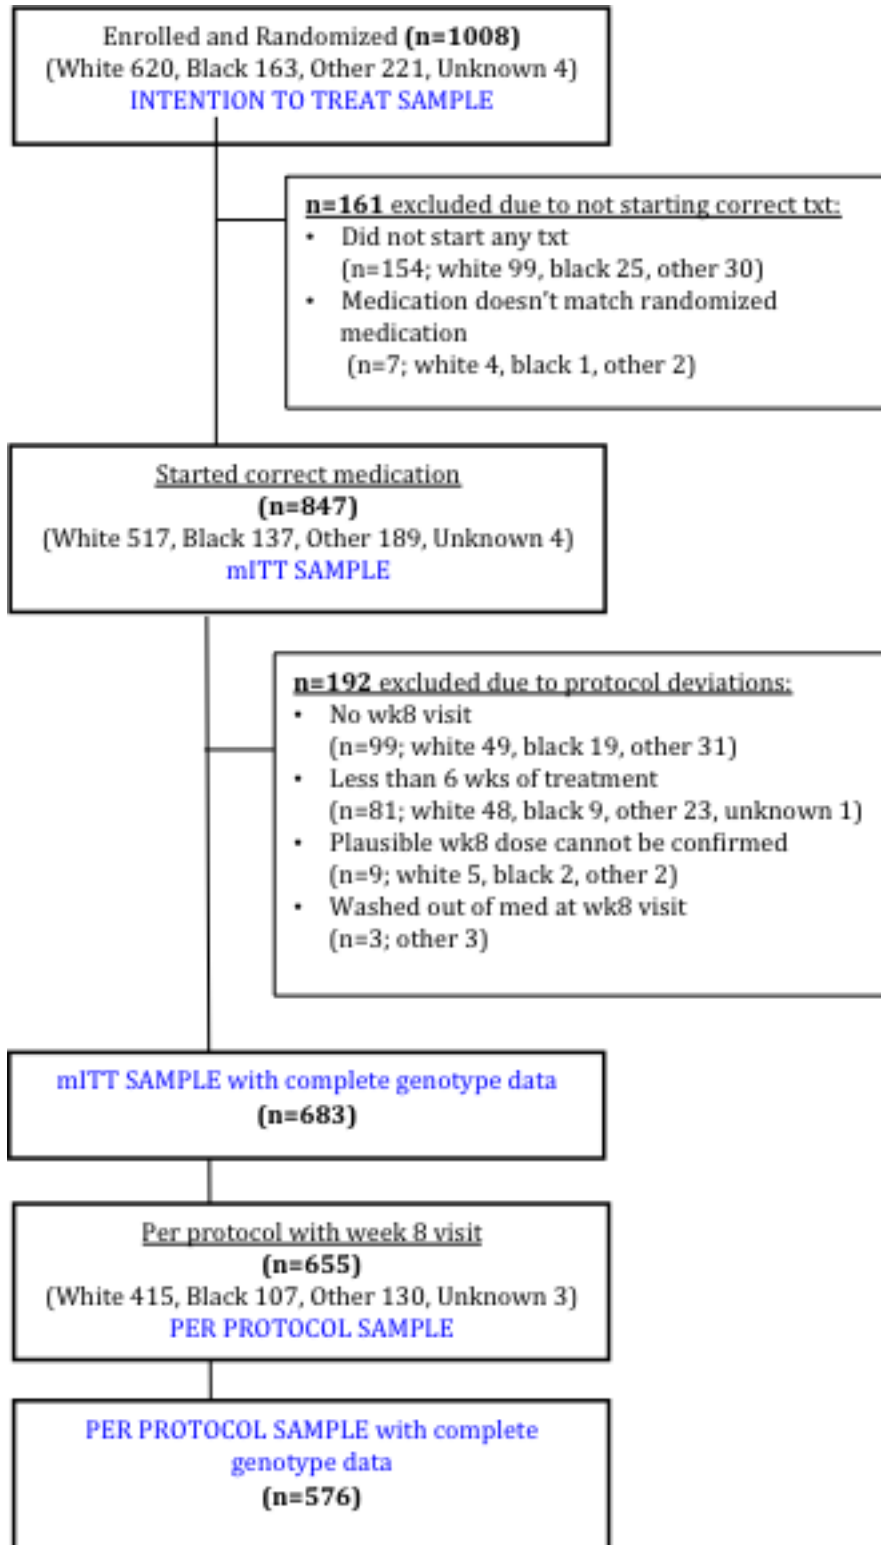 Enrolled and Randomized (n=1008)
(White 620, Black 163, Other 221, Unknown 4)
INTENTION TO TREAT SAMPLE
n=161 excluded due to not starting correct txt:
• Did not start any txt
(n=154; white 99, black 25, other 30)
• Medication doesn't match randomized
medication
(n=7; white 4, black 1, other 2)
Started correct medication
(n=847)
(White 517, Black 137, Other 189, Unknown 4)
mITT SAMPLE
n=192 excluded due to protocol deviations:
• No wk8 visit
(n=99; white 49, black 19, other 31)
• Less than 6 wks of treatment
(n=81; white 48, black 9, other 23, unknown 1)
• Plausible wk8 dose cannot be confirmed
(n=9; white 5, black 2, other 2)
• Washed out of med at wk8 visit
(n=3; other 3)
mITT SAMPLE with complete genotype data
(n=683)
Per protocol with week 8 visit
(n=655)
(White 415, Black 107, Other 130, Unknown 3)
PER PROTOCOL SAMPLE
PER PROTOCOL SAMPLE with complete
genotype data
(n=576)